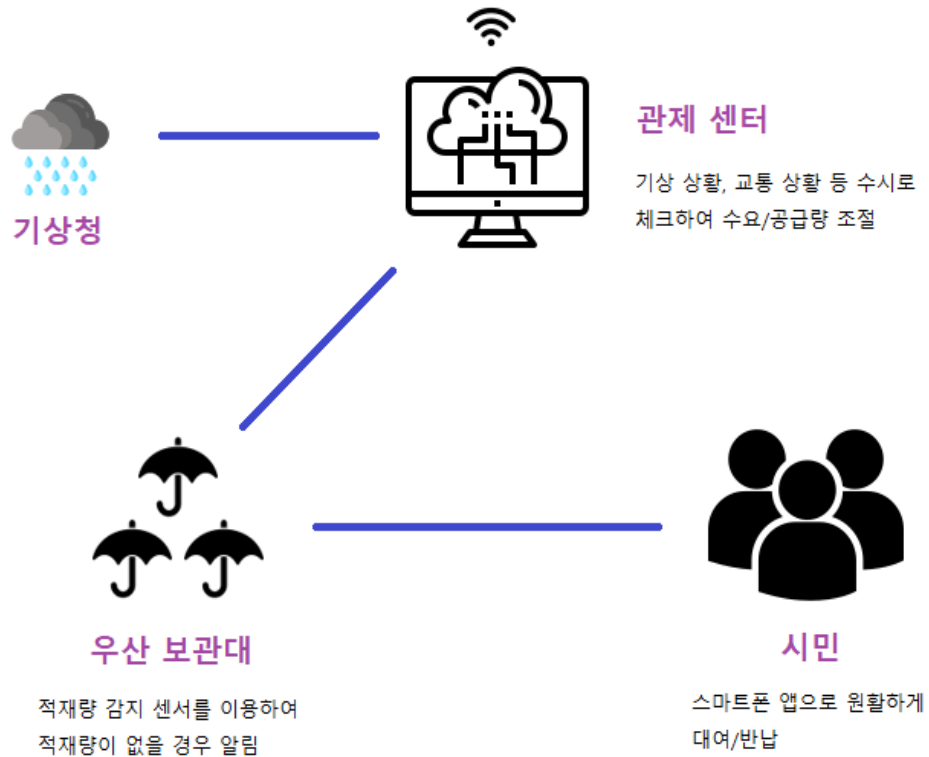 기상청
관제 센터
기상 상황, 교통 상황 등 수시로
체크하여 수요/공급량 조절
우산 보관대
적재량 감지 센서를 이용하여
적재량이 없을 경우 알림
시민
스마트폰 앱으로 원활하게
대여/반납